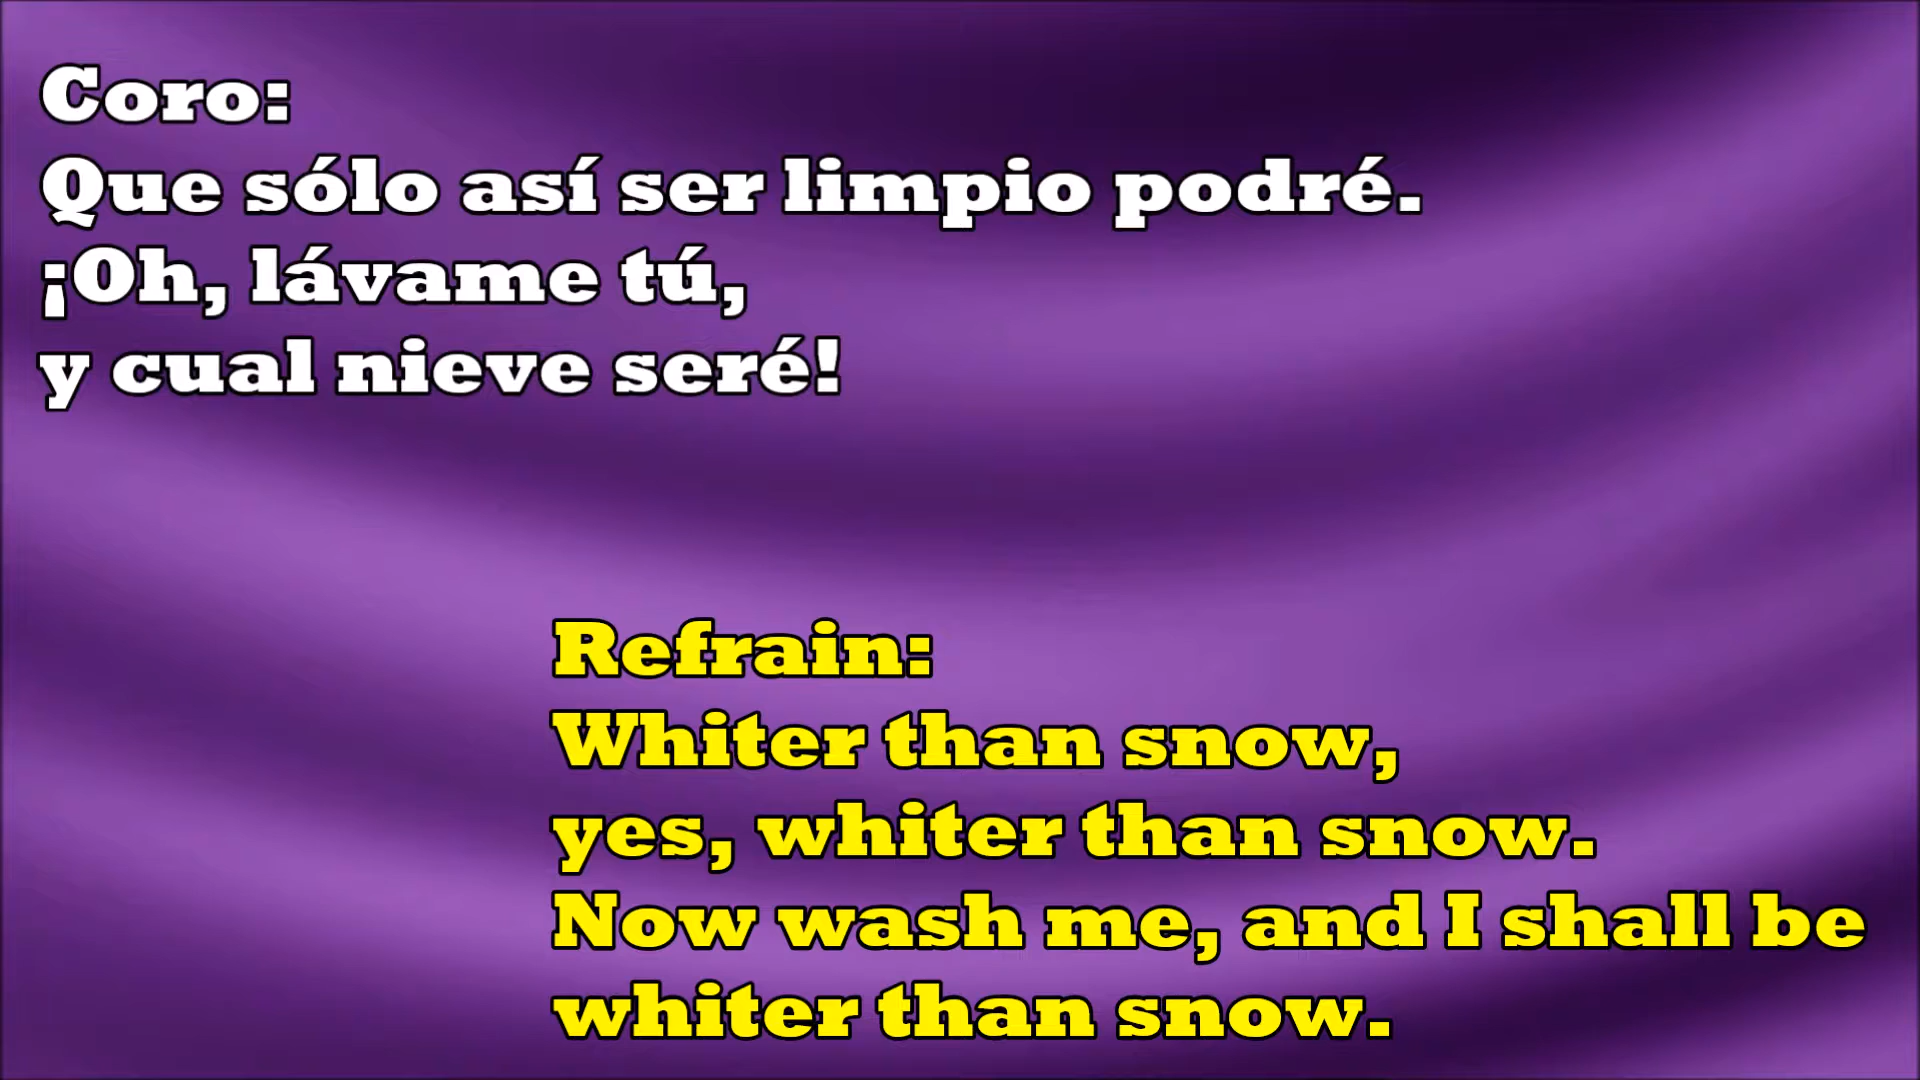 Coro:
Que sólo así ser limpio podré.
¡Oh, lávame tú,
y cual nieve seré!
Refrain:
Whiter than snow,
yes, whiter than snow.
Now wash me, and I shall be
whiter than snow.